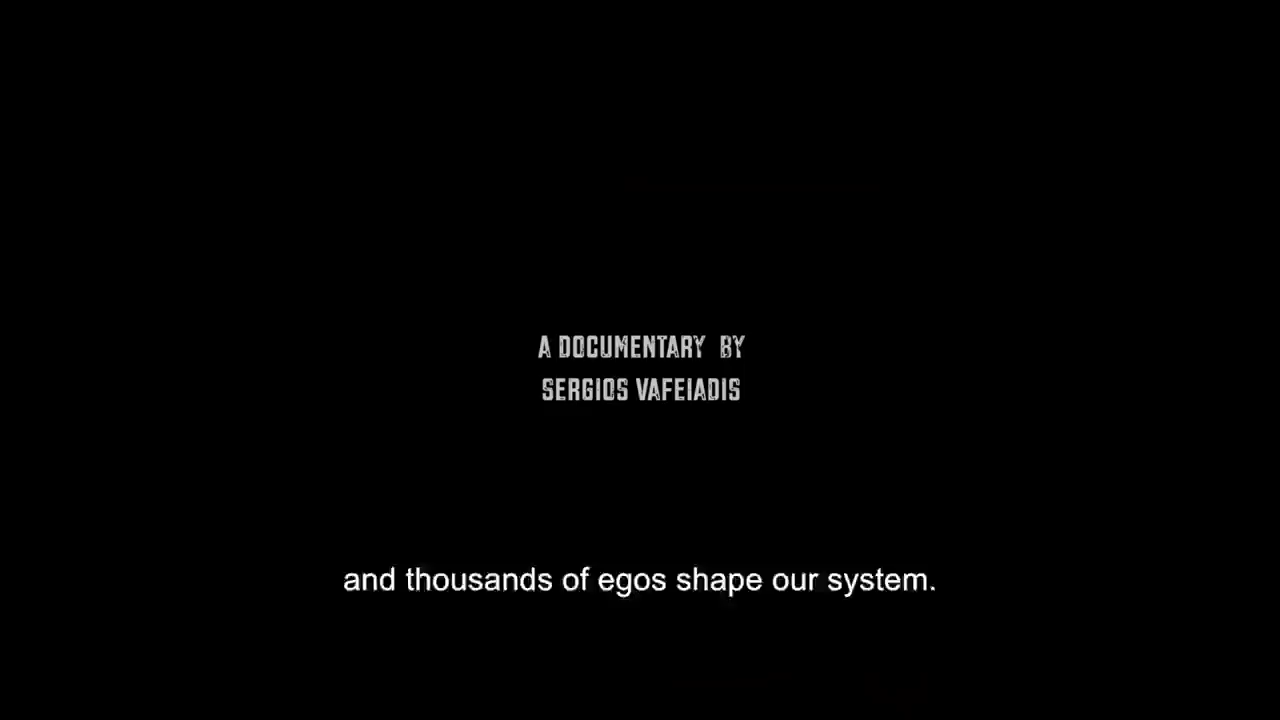 A DOCUMENTARY BY
SERGIOS VAFEIADIS
and thousands of egos shape our system.